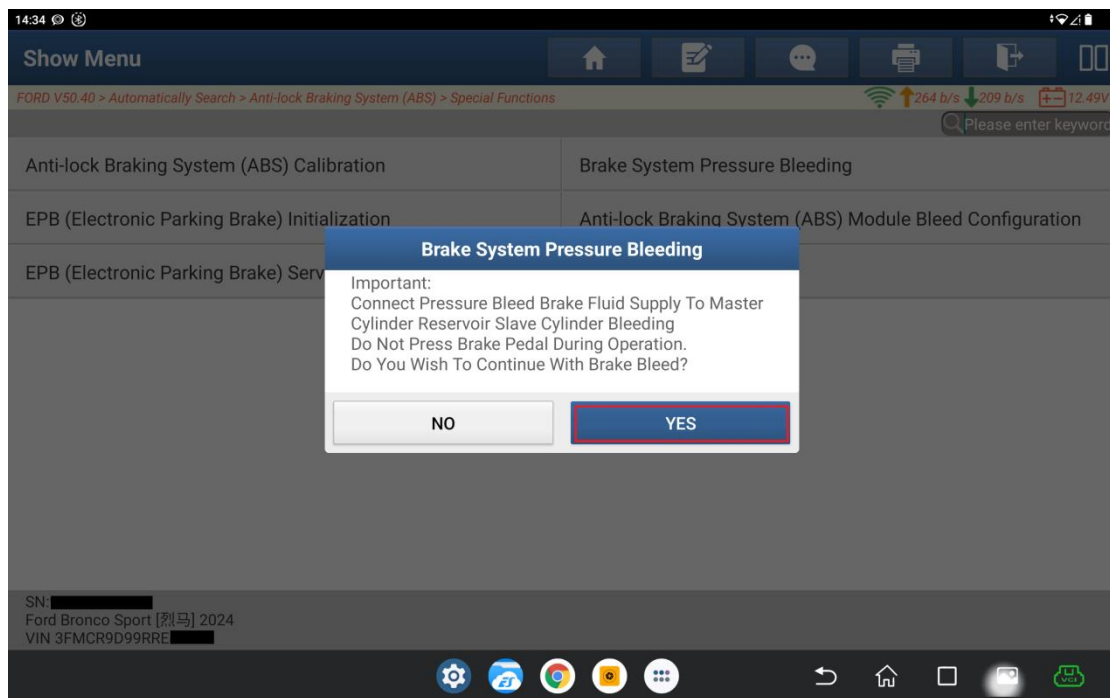 14:34
Show Menu
FORD V50.40 > Automatically Search > Anti-lock Braking System (ABS) > Special Functions
264 b/s 209 b/s 12.49V
Please enter keyword
Anti-lock Braking System (ABS) Calibration
Brake System Pressure Bleeding
EPB (Electronic Parking Brake) Initialization
Anti-lock Braking System (ABS) Module Bleed Configuration
EPB (Electronic Parking Brake) Serv
Brake System Pressure Bleeding
Important:
Connect Pressure Bleed Brake Fluid Supply To Master
Cylinder Reservoir Slave Cylinder Bleeding
Do Not Press Brake Pedal During Operation.
Do You Wish To Continue With Brake Bleed?
NO
YES
SN:
Ford Bronco Sport [烈马] 2024
VIN 3FMCR9D99RRE
ES
VCI